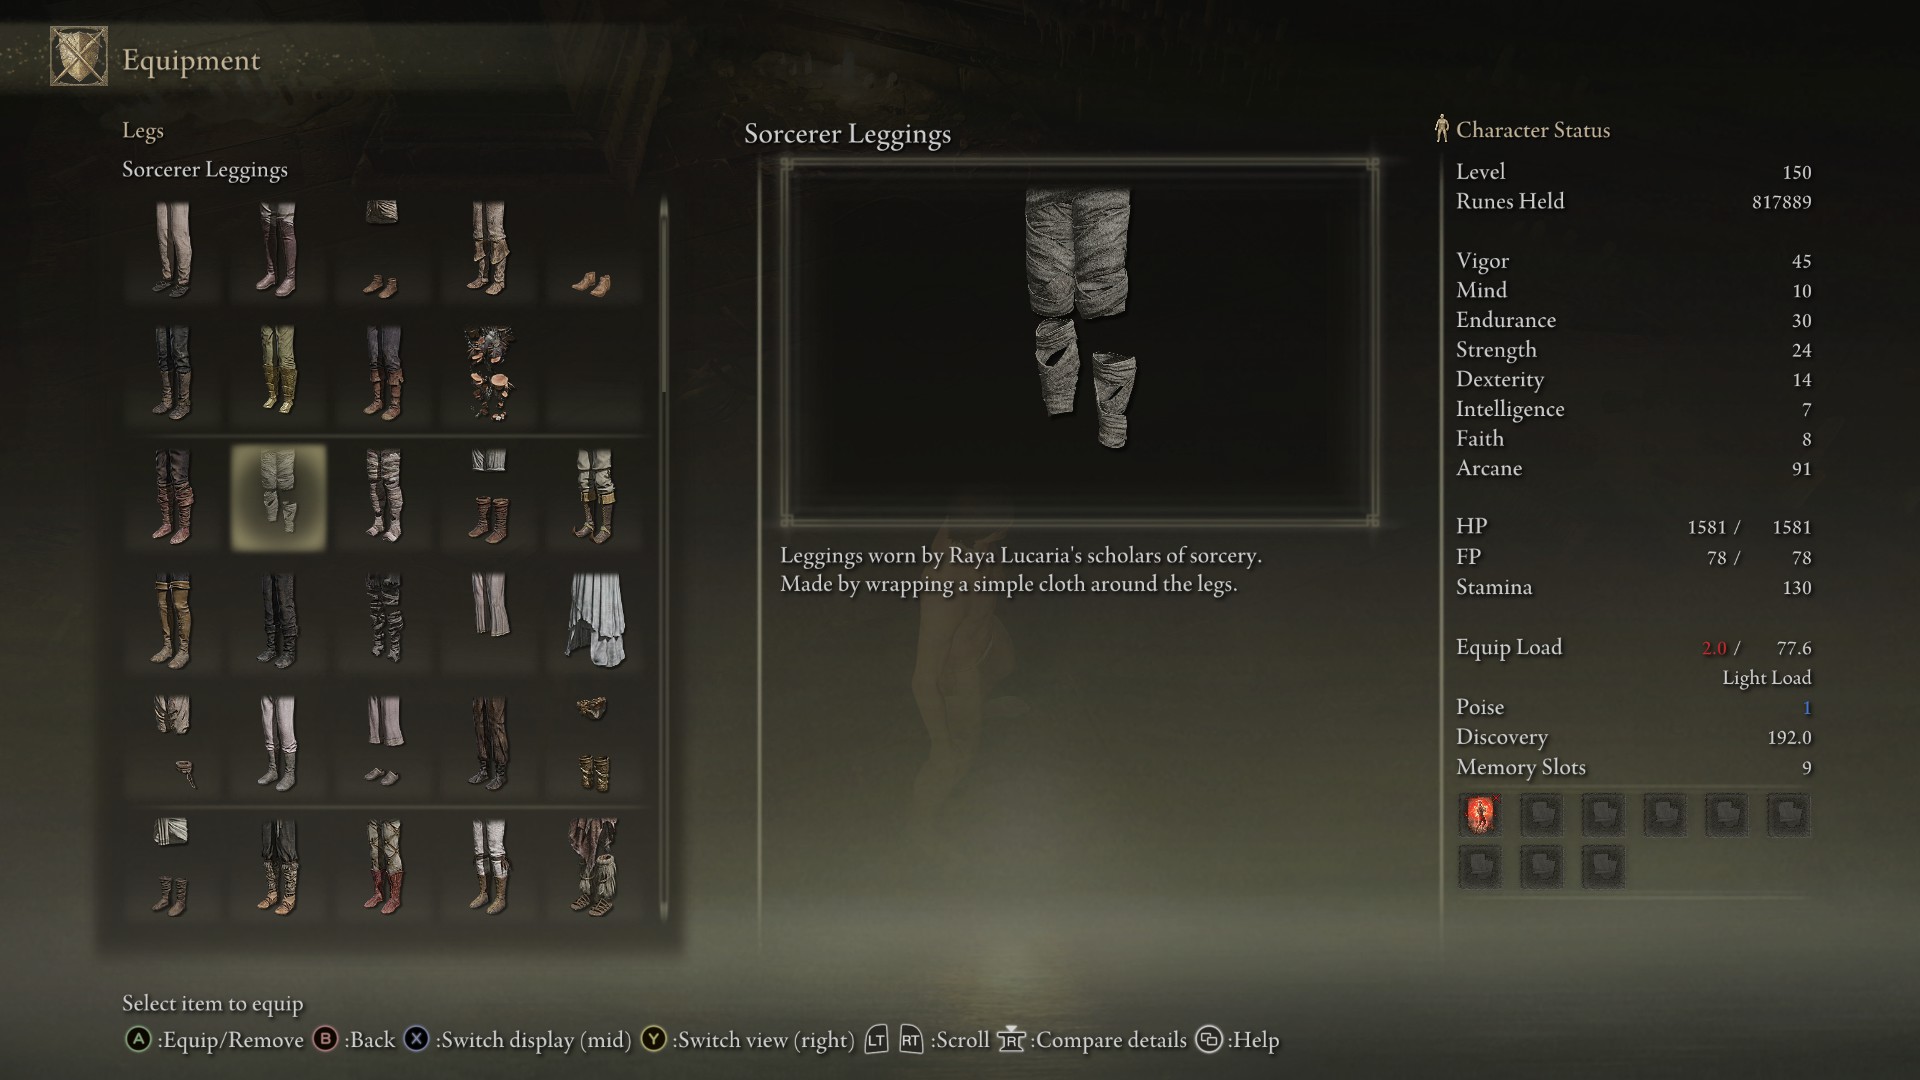 Equipment
Legs
Sorcerer Leggings
Sorcerer Leggings
Leggings worn by Raya Lucaria's scholars of sorcery.
Made by wrapping a simple cloth around the legs.
Character Status
Level 150
Runes Held 817889
Vigor 45
Mind 10
Endurance 30
Strength 24
Dexterity 14
Intelligence 7
Faith 8
Arcane 91
HP 1581 / 1581
FP 78 / 78
Stamina 130
Equip Load 2.0 / 77.6
Light Load
Poise 1
Discovery 192.0
Memory Slots 9
Select item to equip
A :Equip/Remove B :Back X :Switch display (mid) Y :Switch view (right) LT RT :Scroll R :Compare details :Help